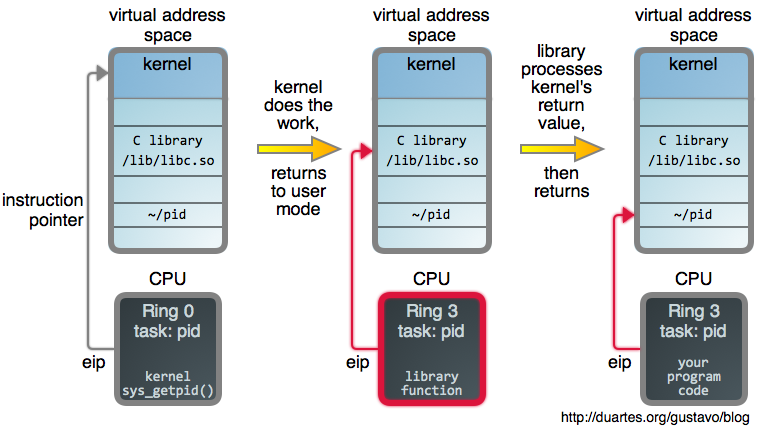 virtual address
space
kernel
C library
/lib/libc.so
~/pid
instruction
pointer
CPU
Ring 0
task: pid
kernel
sys_getpid()
eip
kernel
does the
work,
returns
to user
mode
virtual address
space
kernel
C library
/lib/libc.so
~/pid
CPU
Ring 3
task: pid
library
function
eip
library
processes
kernel's
return
value,
then
returns
virtual address
space
kernel
C library
/lib/libc.so
~/pid
CPU
Ring 3
task: pid
your
program
code
eip
http://duartes.org/gustavo/blog